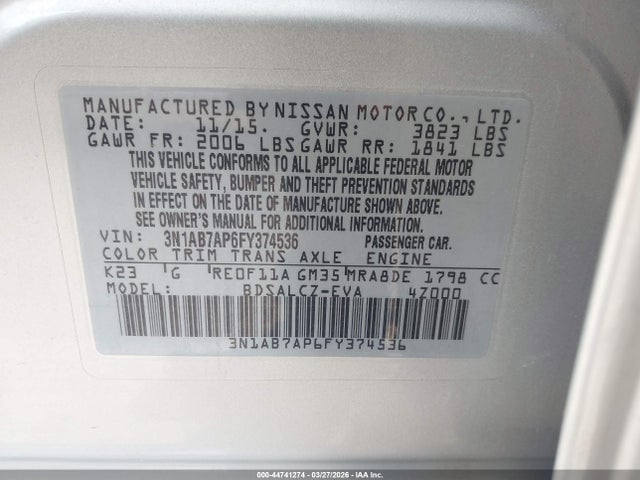 MANUFACTURED BY NISSAN MOTOR CO., LTD.
DATE: 11/15. GVWR: 3823 LBS
GAWR FR: 2006 LBS GAWR RR: 1841 LBS
THIS VEHICLE CONFORMS TO ALL APPLICABLE FEDERAL MOTOR
VEHICLE SAFETY, BUMPER AND THEFT PREVENTION STANDARDS
IN EFFECT ON THE DATE OF MANUFACTURE SHOWN ABOVE.
SEE OWNER'S MANUAL FOR ADDITIONAL INFORMATION.
VIN: 3N1AB7AP6FY374536 PASSENGER CAR.
COLOR TRIM TRANS AXLE ENGINE
K23 G RE0F11A GM35 MRA8DE 1798 CC
MODEL: BDSALCZ-EVA 4Z000
3N1AB7AP6FY374536
000-44741274 | 03/27/2026 | IAA, Inc.